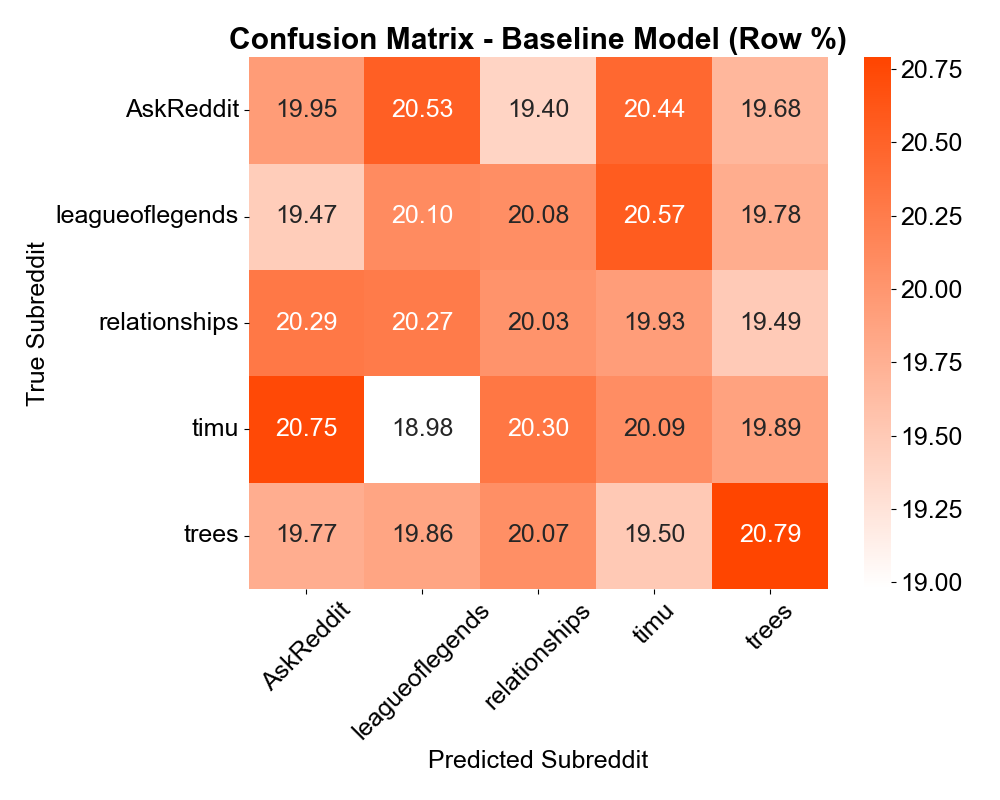 Confusion Matrix - Baseline Model (Row %)
True Subreddit
AskReddit 19.95 20.53 19.40 20.44 19.68
leagueoflegends 19.47 20.10 20.08 20.57 19.78
relationships 20.29 20.27 20.03 19.93 19.49
timu 20.75 18.98 20.30 20.09 19.89
trees 19.77 19.86 20.07 19.50 20.79
AskReddit leagueoflegends relationships timu trees
Predicted Subreddit
20.75
20.50
20.25
20.00
19.75
19.50
19.25
19.00